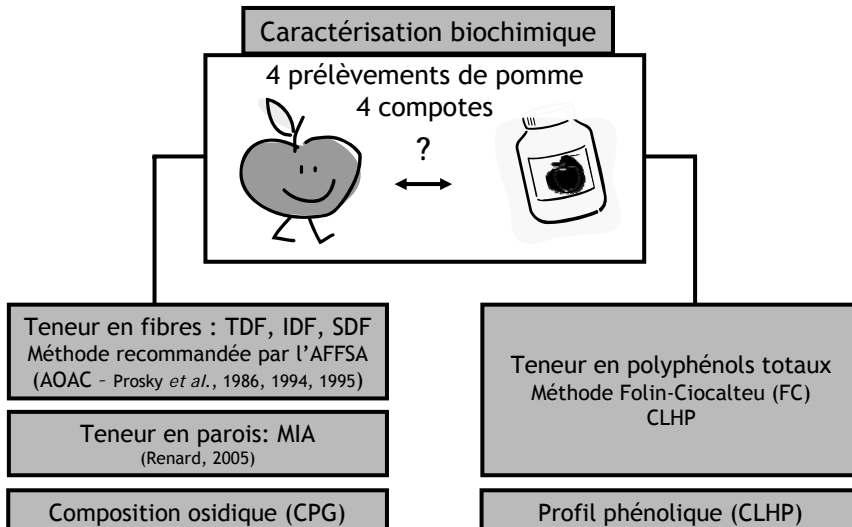 Caractérisation biochimique
4 prélèvements de pomme
4 compotes
?
Teneur en fibres : TDF, IDF, SDF
Méthode recommandée par l'AFFSA
(AOAC – Prosky et al., 1986, 1994, 1995)
Teneur en parois: MIA
(Renard, 2005)
Composition osidique (CPG)
Teneur en polyphénols totaux
Méthode Folin-Ciocalteu (FC)
CLHP
Profil phénolique (CLHP)